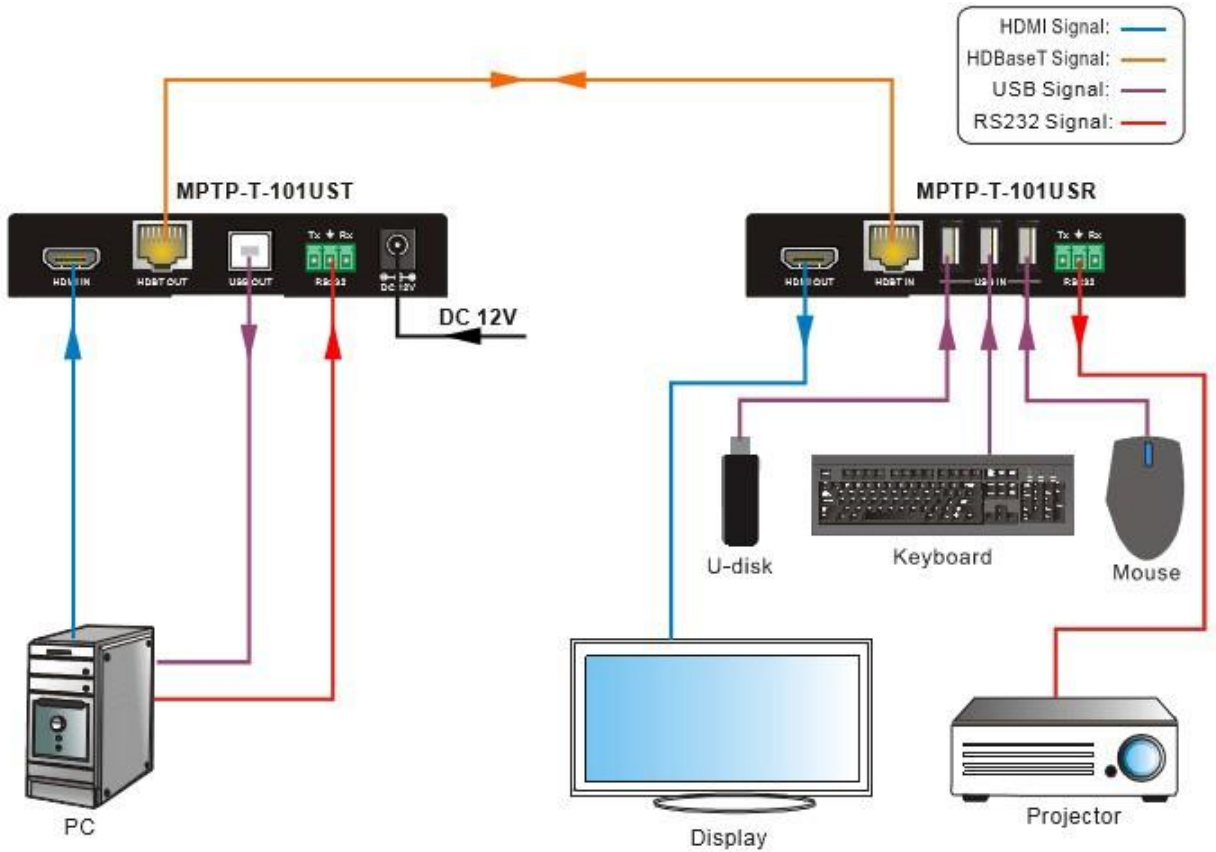 HDMI Signal:
HDBaseT Signal:
USB Signal:
RS232 Signal:
MPTP-T-101UST
HDMI IN
HDBT OUT
USB OUT
Tx Rx
RS232
DC 12V
DC 12V
MPTP-T-101USR
HDMI OUT
HDBT IN
USB IN
Tx Rx
RS232
U-disk
Keyboard
Mouse
PC
Display
Projector